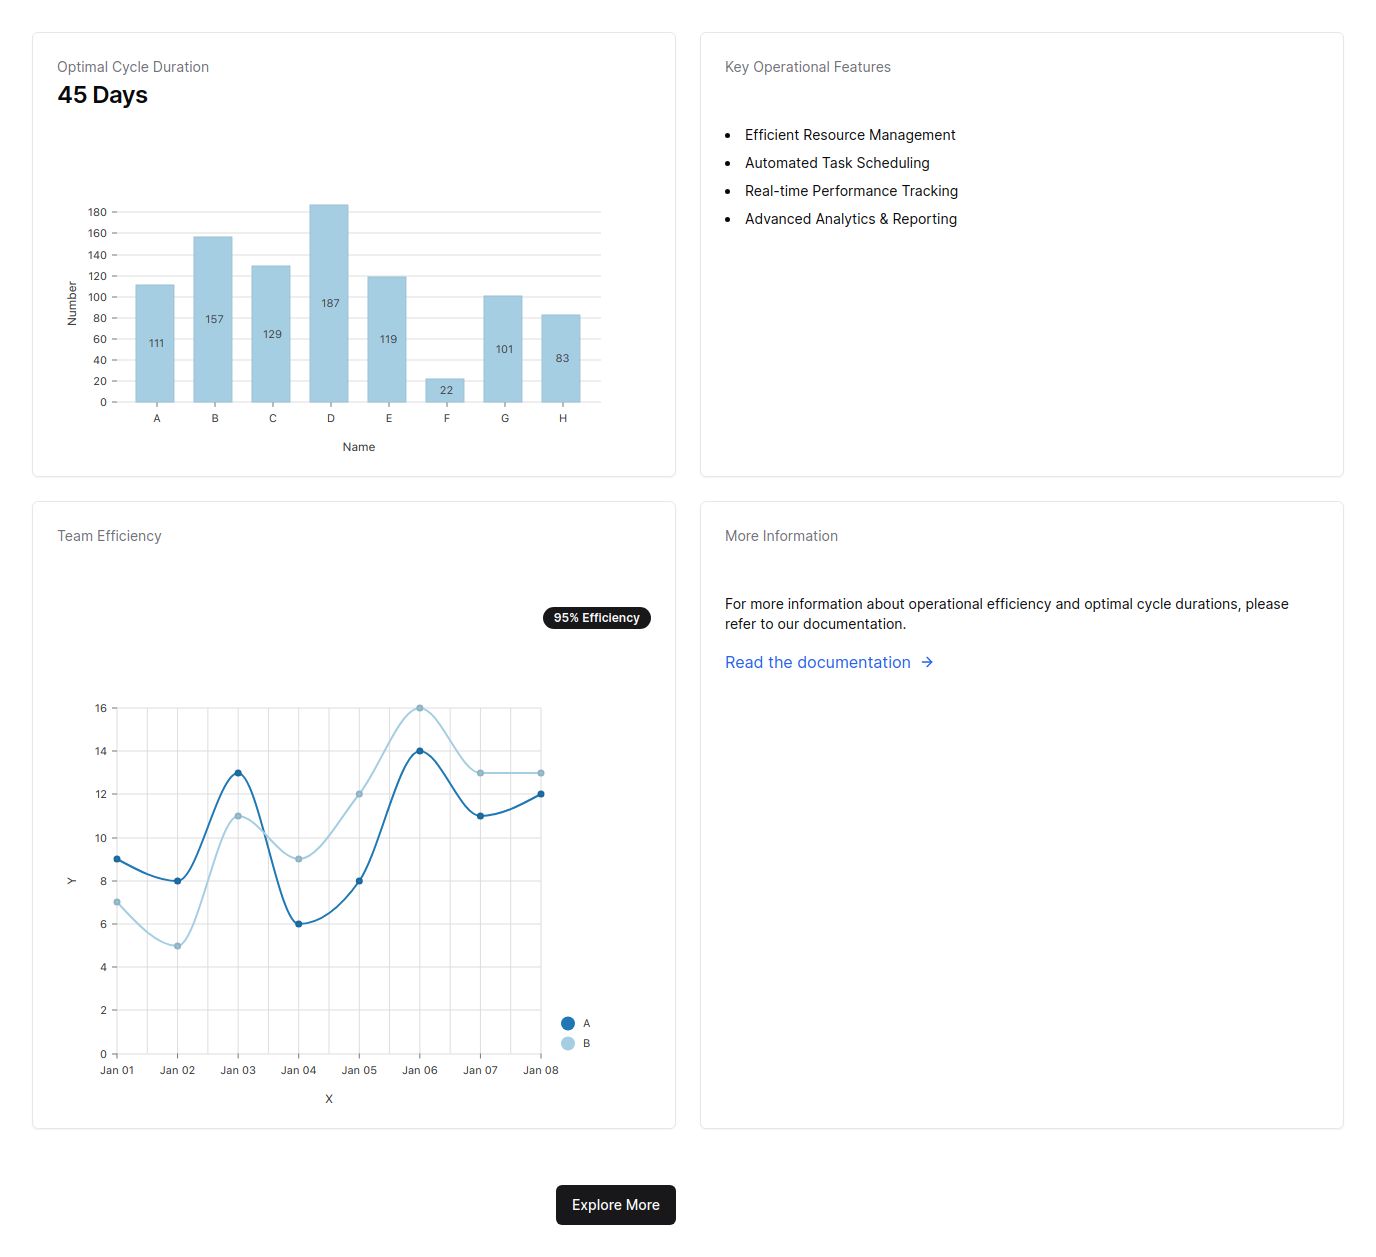 Optimal Cycle Duration
45 Days
180
160
140
120
100
80
60
40
20
0
Number
111
157
129
187
119
22
101
83
A B C D E F G H
Name
Key Operational Features
• Efficient Resource Management
• Automated Task Scheduling
• Real-time Performance Tracking
• Advanced Analytics & Reporting
Team Efficiency
95% Efficiency
16
14
12
10
8
6
4
2
0
Y
Jan 01 Jan 02 Jan 03 Jan 04 Jan 05 Jan 06 Jan 07 Jan 08
X
A
B
More Information
For more information about operational efficiency and optimal cycle durations, please
refer to our documentation.
Read the documentation →
Explore More